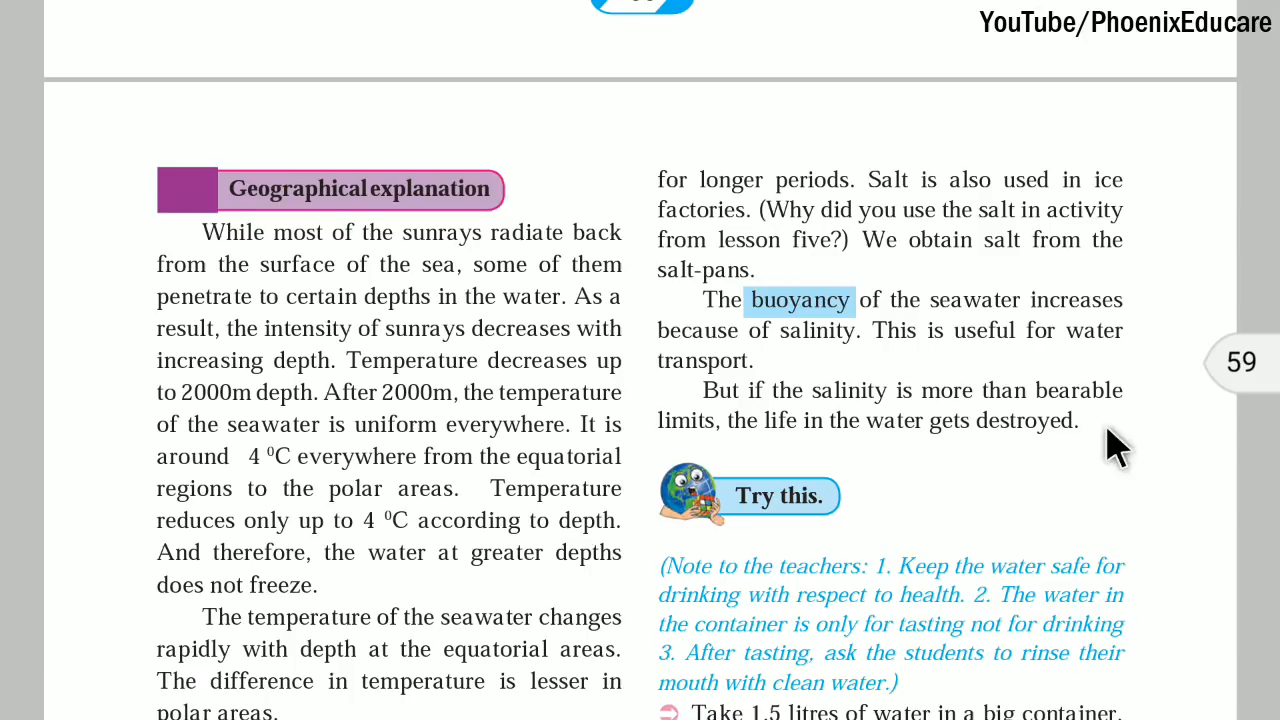 YouTube/PhoenixEducare
Geographical explanation
While most of the sunrays radiate back
from the surface of the sea, some of them
penetrate to certain depths in the water. As a
result, the intensity of sunrays decreases with
increasing depth. Temperature decreases up
to 2000m depth. After 2000m, the temperature
of the seawater is uniform everywhere. It is
around 4 ⁰C everywhere from the equatorial
regions to the polar areas. Temperature
reduces only up to 4 ⁰C according to depth.
And therefore, the water at greater depths
does not freeze.
The temperature of the seawater changes
rapidly with depth at the equatorial areas.
The difference in temperature is lesser in
polar areas.
for longer periods. Salt is also used in ice
factories. (Why did you use the salt in activity
from lesson five?) We obtain salt from the
salt-pans.
The buoyancy of the seawater increases
because of salinity. This is useful for water
transport.
But if the salinity is more than bearable
limits, the life in the water gets destroyed.
Try this.
(Note to the teachers: 1. Keep the water safe for
drinking with respect to health. 2. The water in
the container is only for tasting not for drinking
3. After tasting, ask the students to rinse their
mouth with clean water.)
Take 1.5 litres of water in a big container.
59